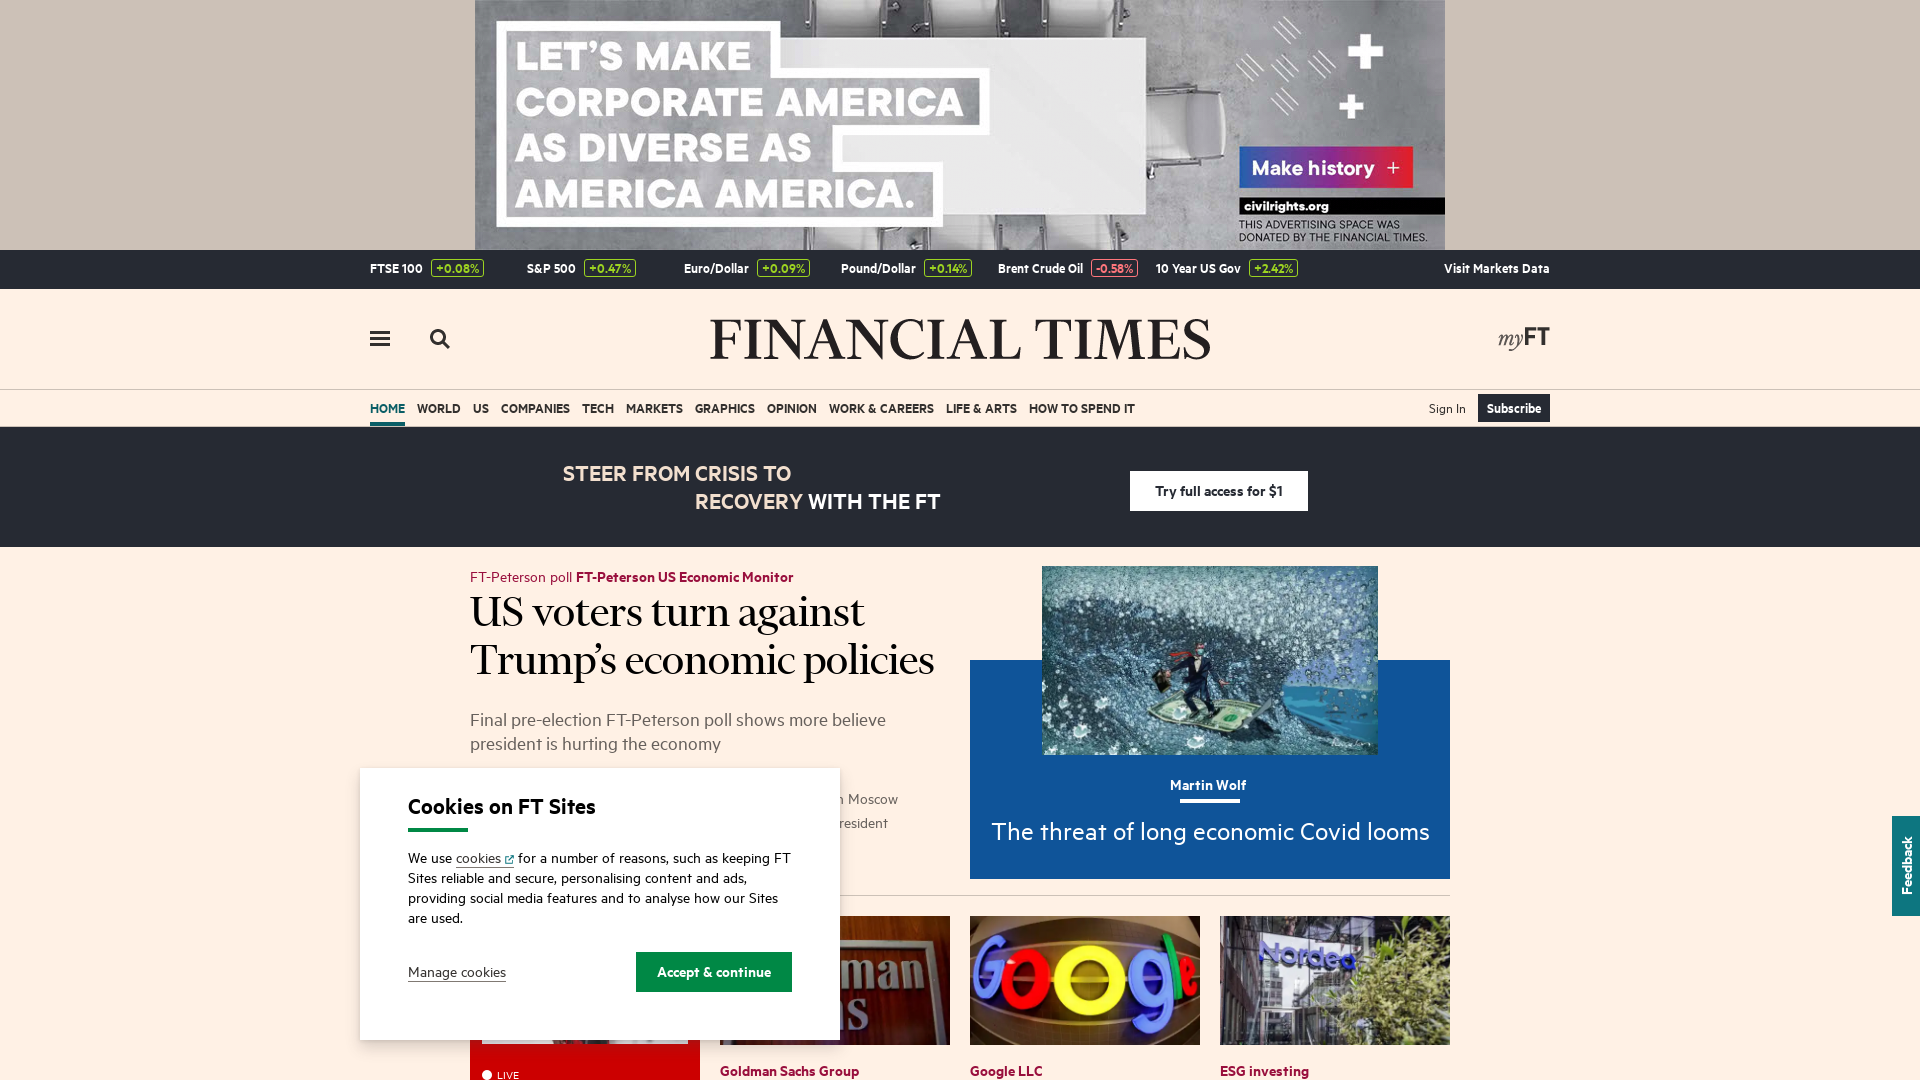 LET'S MAKE
CORPORATE AMERICA
AS DIVERSE AS
AMERICA AMERICA.
Make history +
civilrights.org
THIS ADVERTISING SPACE WAS
DONATED BY THE FINANCIAL TIMES.
FTSE 100 +0.08% S&P 500 +0.47% Euro/Dollar +0.09% Pound/Dollar +0.14% Brent Crude Oil -0.58% 10 Year US Gov +2.42% Visit Markets Data
FINANCIAL TIMES
myFT
HOME WORLD US COMPANIES TECH MARKETS GRAPHICS OPINION WORK & CAREERS LIFE & ARTS HOW TO SPEND IT Sign In Subscribe
STEER FROM CRISIS TO
RECOVERY WITH THE FT
Try full access for $1
FT-Peterson poll FT-Peterson US Economic Monitor
US voters turn against
Trump's economic policies
Final pre-election FT-Peterson poll shows more believe
president is hurting the economy
Moscow
Martin Wolf
The threat of long economic Covid looms
Cookies on FT Sites
We use cookies for a number of reasons, such as keeping FT
Sites reliable and secure, personalising content and ads,
providing social media features and to analyse how our Sites
are used.
Manage cookies
Accept & continue
Feedback
Google
Nordea
LIVE
Goldman Sachs Group
Google LLC
ESG investing